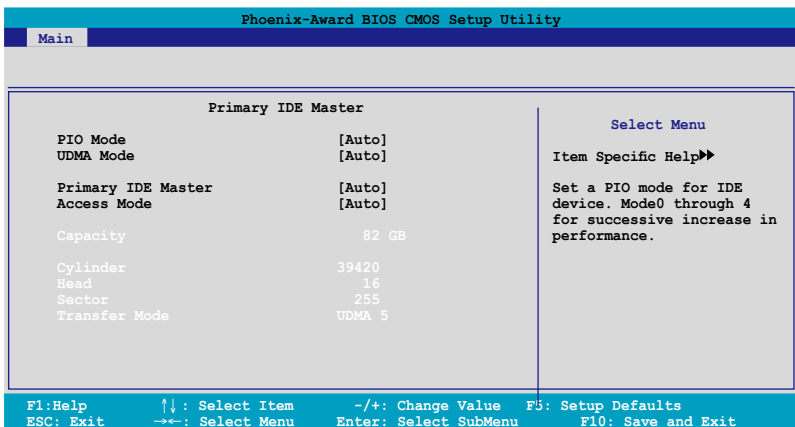 Phoenix-Award BIOS CMOS Setup Utility
Main
Primary IDE Master
PIO Mode [Auto]
UDMA Mode [Auto]
Primary IDE Master [Auto]
Access Mode [Auto]
Capacity 82 GB
Cylinder 39420
Head 16
Sector 255
Transfer Mode UDMA 5
Select Menu
Item Specific Help▶▶
Set a PIO mode for IDE
device. Mode0 through 4
for successive increase in
performance.
F1:Help ↑↓: Select Item -/+: Change Value F5: Setup Defaults
ESC: Exit →←: Select Menu Enter: Select SubMenu F10: Save and Exit